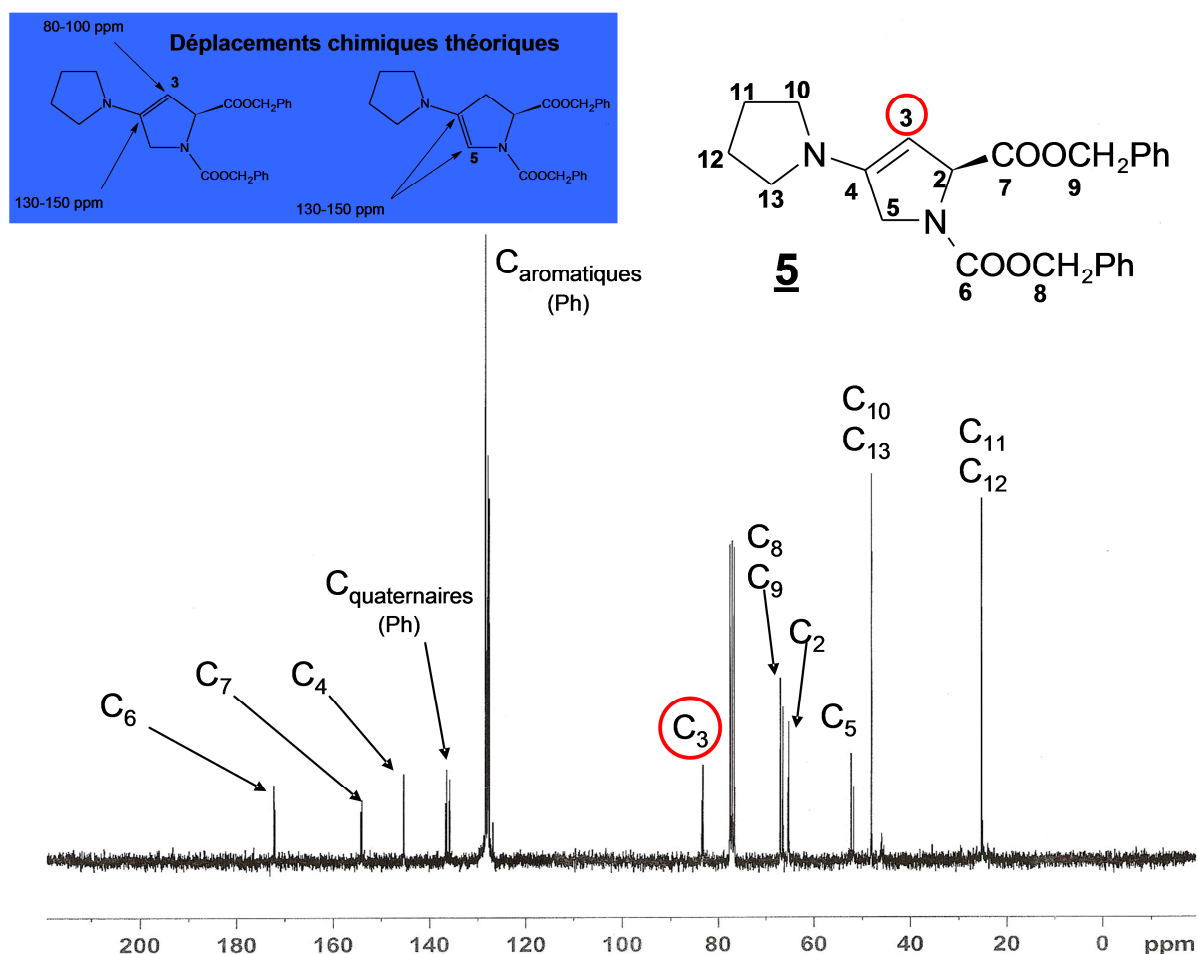 80-100 ppm
Déplacements chimiques théoriques
3
N
COOCH2Ph
N
COOCH2Ph
130-150 ppm
N
COOCH2Ph
5
N
COOCH2Ph
130-150 ppm
10
11
3
12
N
13
4
2
COOCH2Ph
7
9
5
N
5
COOCH2Ph
6
8
Caromatiques
(Ph)
C10
C13
C11
C12
C8
C9
Cquaternaires
(Ph)
C2
C7
C4
C6
C3
C5
200
180
160
140
120
100
80
60
40
20
0
ppm